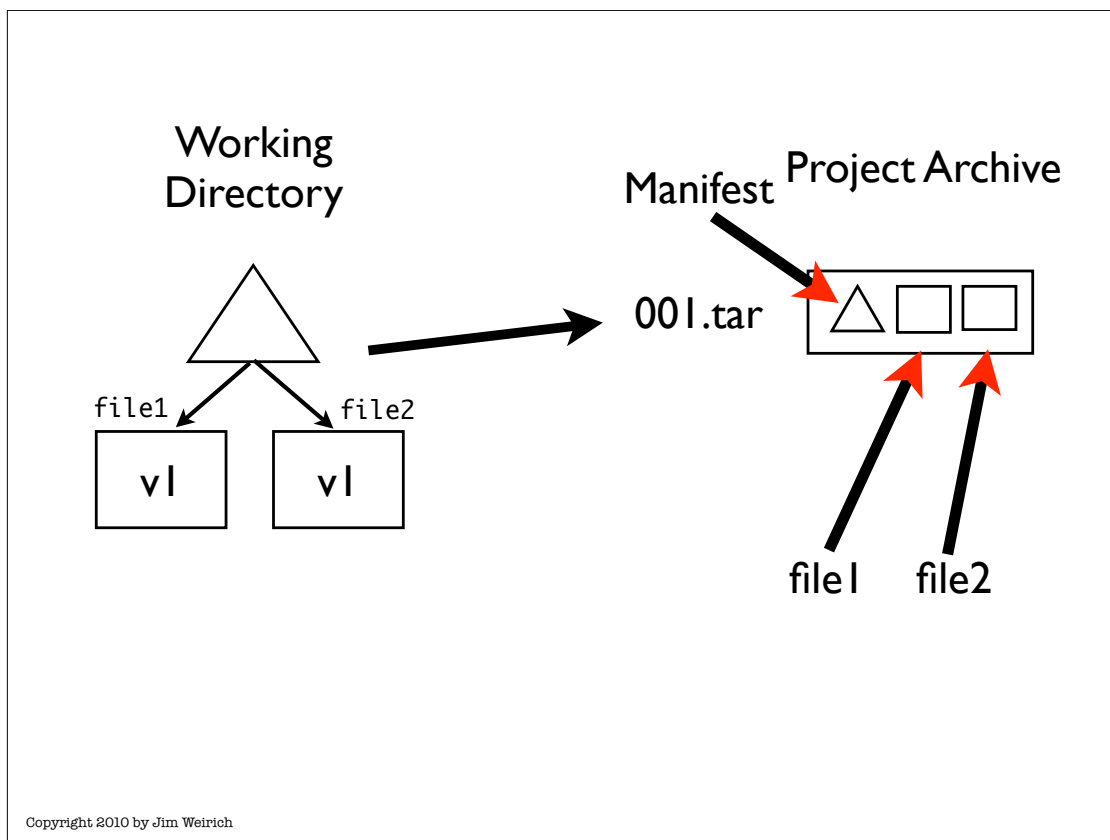 Working
Directory
file1
file2
v1
v1
Manifest
Project Archive
001.tar
file1
file2
Copyright 2010 by Jim Weirich